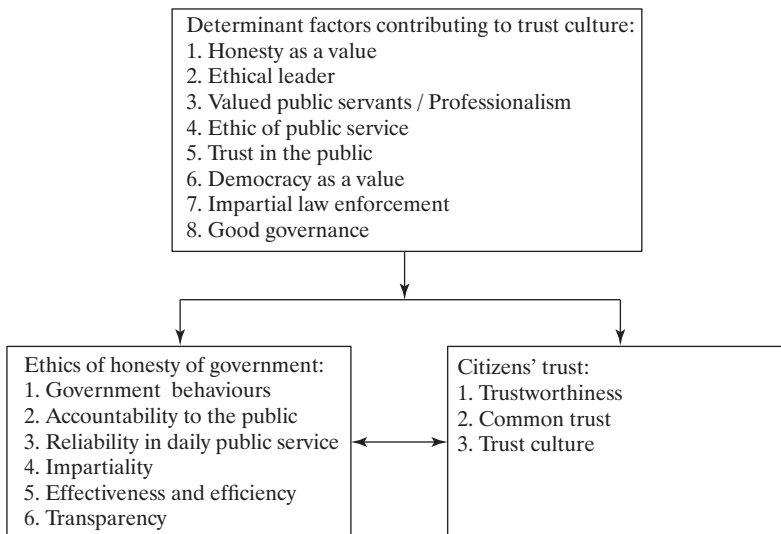 Determinant factors contributing to trust culture:
1. Honesty as a value
2. Ethical leader
3. Valued public servants / Professionalism
4. Ethic of public service
5. Trust in the public
6. Democracy as a value
7. Impartial law enforcement
8. Good governance
Ethics of honesty of government:
1. Government behaviours
2. Accountability to the public
3. Reliability in daily public service
4. Impartiality
5. Effectiveness and efficiency
6. Transparency
Citizens' trust:
1. Trustworthiness
2. Common trust
3. Trust culture